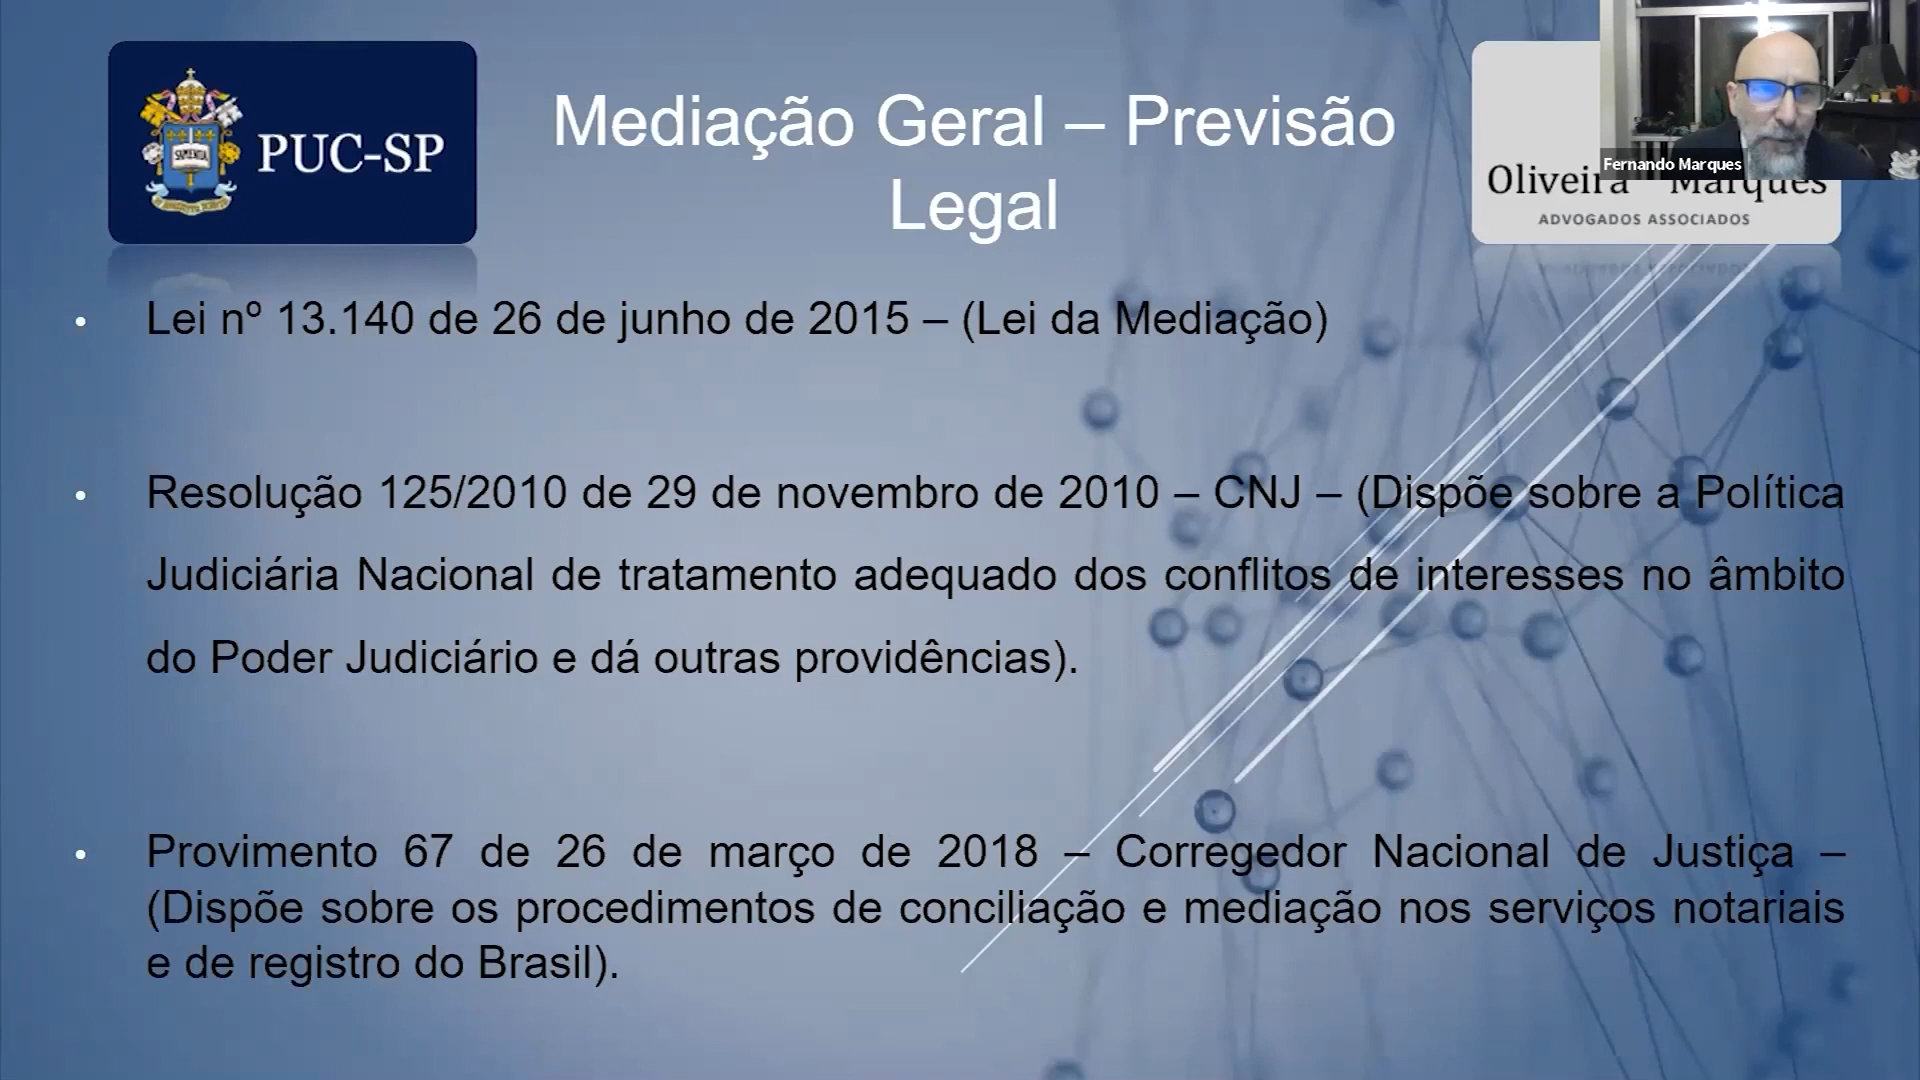 PUC-SP
SAPIENTIA
Mediação Geral – Previsão
Legal
Fernando Marques
Oliveira Marques
ADVOGADOS ASSOCIADOS
• Lei nº 13.140 de 26 de junho de 2015 – (Lei da Mediação)
• Resolução 125/2010 de 29 de novembro de 2010 – CNJ – (Dispõe sobre a Política
Judiciária Nacional de tratamento adequado dos conflitos de interesses no âmbito
do Poder Judiciário e dá outras providências).
• Provimento 67 de 26 de março de 2018 – Corregedor Nacional de Justiça –
(Dispõe sobre os procedimentos de conciliação e mediação nos serviços notariais
e de registro do Brasil).